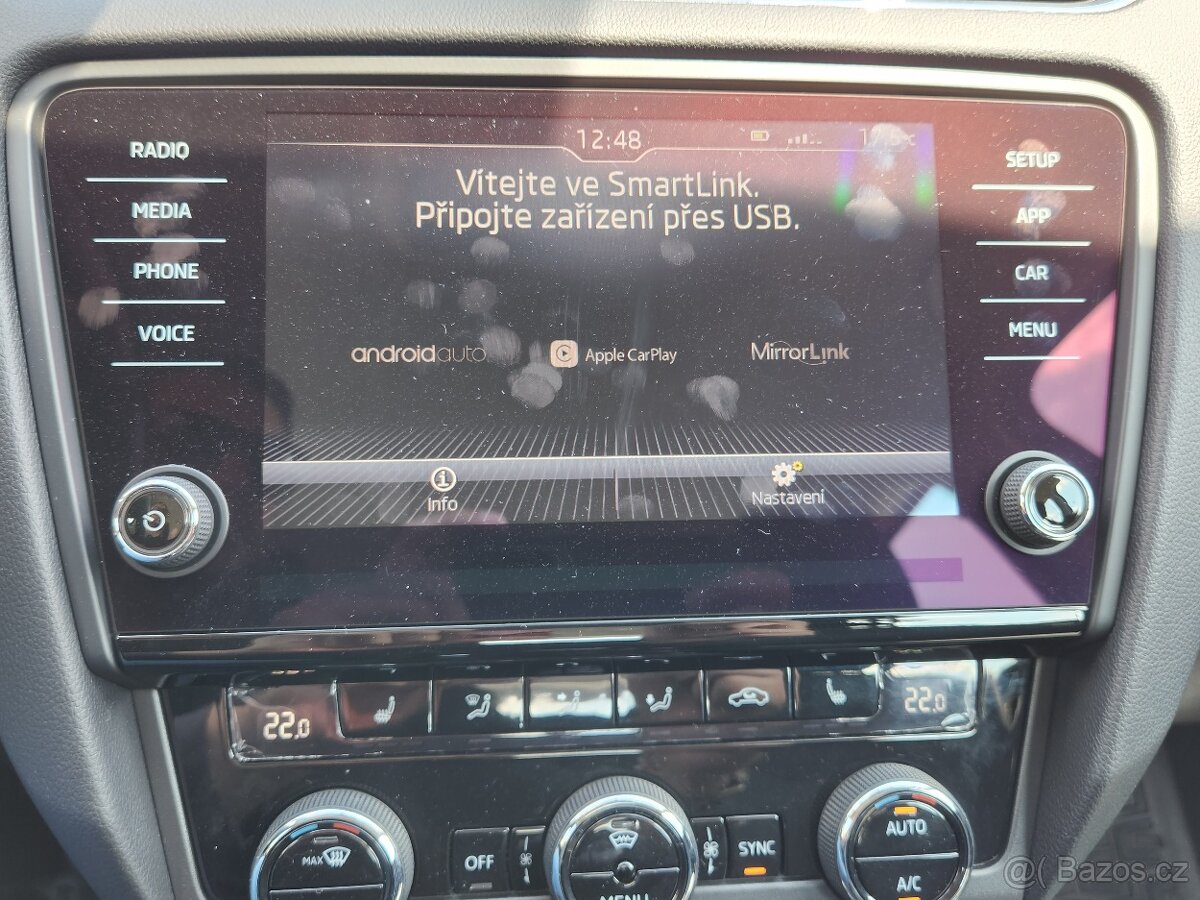 12:48
RADIO
MEDIA
PHONE
VOICE
Vítejte ve SmartLink.
Připojte zařízení přes USB.
androidauto
Apple CarPlay
MirrorLink
Info
Nastavení
SETUP
APP
CAR
MENU
22.0
22.0
MAX
OFF
MENU
SYNC
AUTO
A/C
@( Bazos.cz